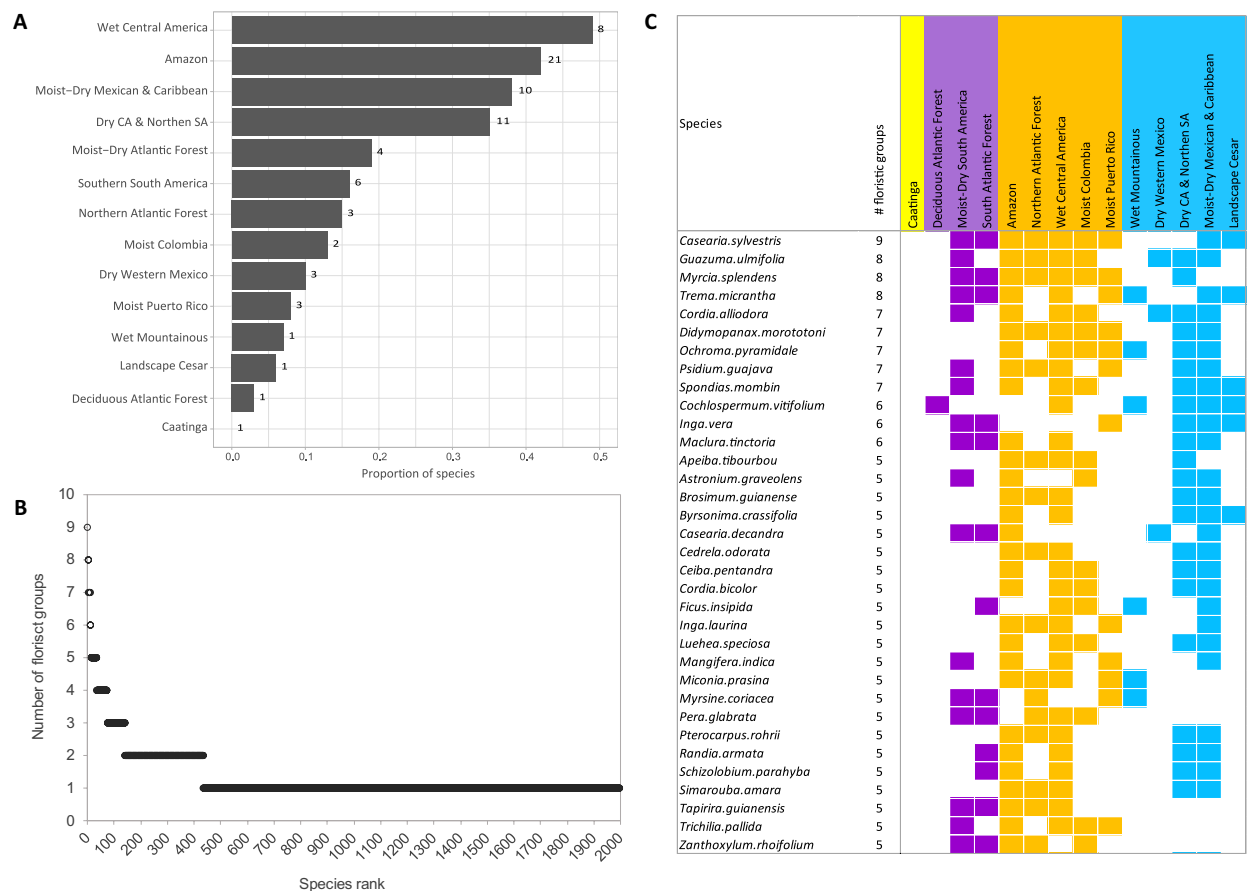 A
Wet Central America 8
Amazon 21
Moist-Dry Mexican & Caribbean 10
Dry CA & Northen SA 11
Moist-Dry Atlantic Forest 4
Southern South America 6
Northern Atlantic Forest 3
Moist Colombia 2
Dry Western Mexico 3
Moist Puerto Rico 3
Wet Mountainous 1
Landscape Cesar 1
Deciduous Atlantic Forest 1
Caatinga 1
0.0 0.1 0.2 0.3 0.4 0.5
Proportion of species
B
Number of florisct groups
10
9
8
7
6
5
4
3
2
1
0
0 100 200 300 400 500 600 700 800 900 1000 1100 1200 1300 1400 1500 1600 1700 1800 1900 2000
Species rank
C
Species
# floristic groups
Caatinga
Deciduous Atlantic Forest
Moist-Dry South America
South Atlantic Forest
Amazon
Northern Atlantic Forest
Wet Central America
Moist Colombia
Moist Puerto Rico
Wet Mountainous
Dry Western Mexico
Dry CA & Northen SA
Moist-Dry Mexican & Caribbean
Landscape Cesar
Casearia.sylvestris 9
Guazuma.ulmifolia 8
Myrcia.splendens 8
Trema.micrantha 8
Cordia.alliodora 7
Didymopanax.morototoni 7
Ochroma.pyramidale 7
Psidium.guajava 7
Spondias.mombin 7
Cochlospermum.vitifolium 6
Inga.vera 6
Maclura.tinctoria 6
Apeiba.tibourbou 5
Astronium.graveolens 5
Brosimum.guianense 5
Byrsonima.crassifolia 5
Casearia.decandra 5
Cedrela.odorata 5
Ceiba.pentandra 5
Cordia.bicolor 5
Ficus.insipida 5
Inga.laurina 5
Luehea.speciosa 5
Mangifera.indica 5
Miconia.prasina 5
Myrsine.coriacea 5
Pera.glabrata 5
Pterocarpus.rohrii 5
Randia.armata 5
Schizolobium.parahyba 5
Simarouba.amara 5
Tapirira.guianensis 5
Trichilia.pallida 5
Zanthoxylum.rhoifolium 5